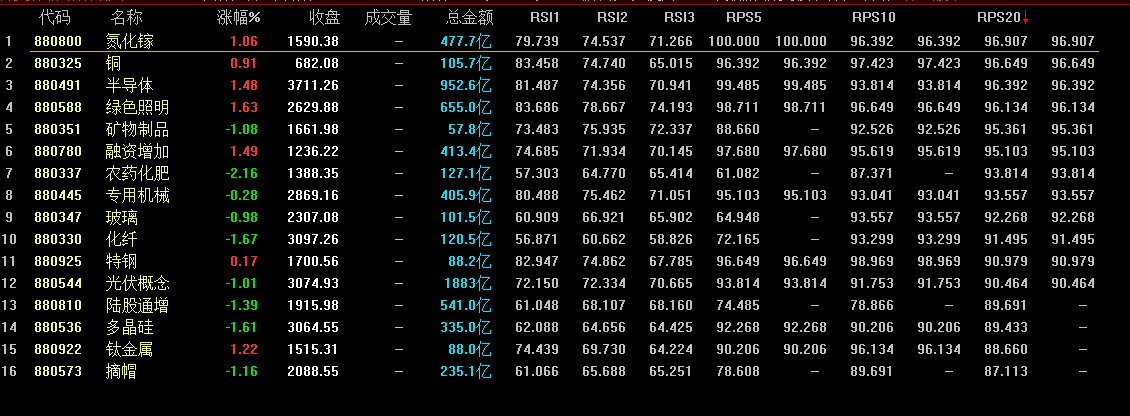 代码 名称 涨幅% 收盘 成交量 总金额 RSI1 RSI2 RSI3 RPS5 RPS10 RPS20↓
1 880800 氮化镓 1.06 1590.38 – 477.7亿 79.739 74.537 71.266 100.000 100.000 96.392 96.392 96.907 96.907
2 880325 铜 0.91 682.08 – 105.7亿 83.458 74.740 65.015 96.392 96.392 97.423 97.423 96.649 96.649
3 880491 半导体 1.48 3711.26 – 952.6亿 81.487 74.356 70.941 99.485 99.485 93.814 93.814 96.392 96.392
4 880588 绿色照明 1.63 2629.88 – 655.0亿 83.686 78.667 74.193 98.711 98.711 96.649 96.649 96.134 96.134
5 880351 矿物制品 -1.08 1661.98 – 57.8亿 73.483 75.935 72.337 88.660 – 92.526 92.526 95.361 95.361
6 880780 融资增加 1.49 1236.22 – 413.4亿 74.685 71.934 70.145 97.680 97.680 95.619 95.619 95.103 95.103
7 880337 农药化肥 -2.16 1388.35 – 127.1亿 57.303 64.770 65.414 61.082 – 87.371 – 93.814 93.814
8 880445 专用机械 -0.28 2869.16 – 405.9亿 80.488 75.462 71.051 95.103 95.103 93.041 93.041 93.557 93.557
9 880347 玻璃 -0.98 2307.08 – 101.5亿 60.909 66.921 65.902 64.948 – 93.557 93.557 92.268 92.268
10 880330 化纤 -1.67 3097.26 – 120.5亿 56.871 60.662 58.826 72.165 – 93.299 93.299 91.495 91.495
11 880925 特钢 0.17 1700.56 – 88.2亿 82.947 74.862 67.785 96.649 96.649 98.969 98.969 90.979 90.979
12 880544 光伏概念 -1.01 3074.93 – 1883亿 72.150 72.334 70.665 93.814 93.814 91.753 91.753 90.464 90.464
13 880810 陆股通增 -1.39 1915.98 – 541.0亿 61.048 68.107 68.160 74.485 – 78.866 – 89.691 –
14 880536 多晶硅 -1.61 3064.55 – 335.0亿 62.088 64.656 64.425 92.268 92.268 90.206 90.206 89.433 –
15 880922 钛金属 1.22 1515.31 – 88.0亿 74.439 69.730 64.224 90.206 90.206 96.134 96.134 88.660 –
16 880573 摘帽 -1.16 2088.55 – 235.1亿 61.066 65.688 65.251 78.608 – 89.691 – 87.113 –